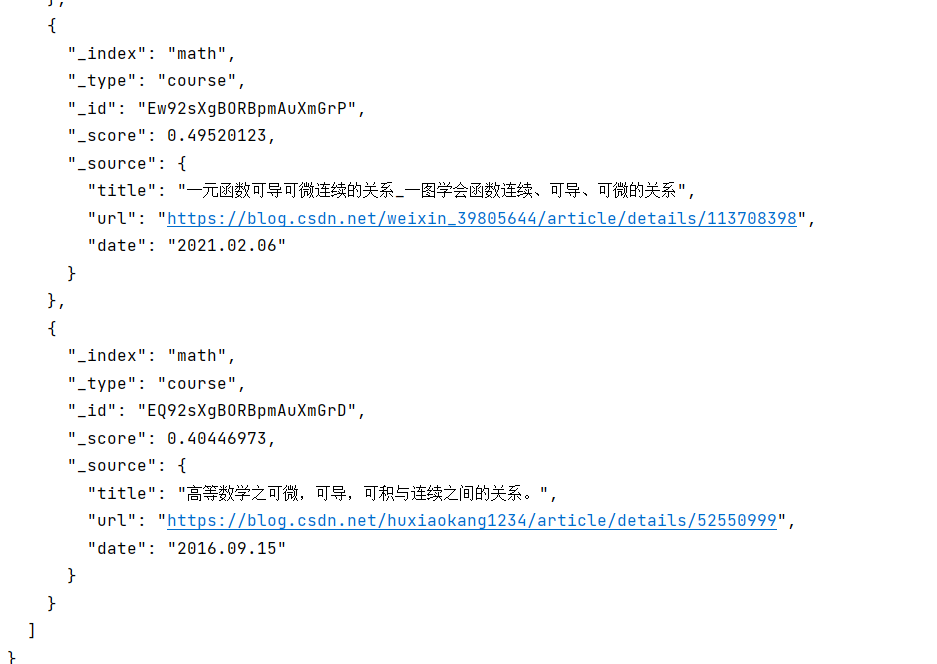 },
{
"_index": "math",
"_type": "course",
"_id": "Ew92sXgBORBpmAuXmGrP",
"_score": 0.49520123,
"_source": {
"title": "一元函数可导可微连续的关系_一图学会函数连续、可导、可微的关系",
"url": "https://blog.csdn.net/weixin_39805644/article/details/113708398",
"date": "2021.02.06"
}
},
{
"_index": "math",
"_type": "course",
"_id": "EQ92sXgBORBpmAuXmGrD",
"_score": 0.40446973,
"_source": {
"title": "高等数学之可微，可导，可积与连续之间的关系。",
"url": "https://blog.csdn.net/huxiaokang1234/article/details/52550999",
"date": "2016.09.15"
}
}
]
}